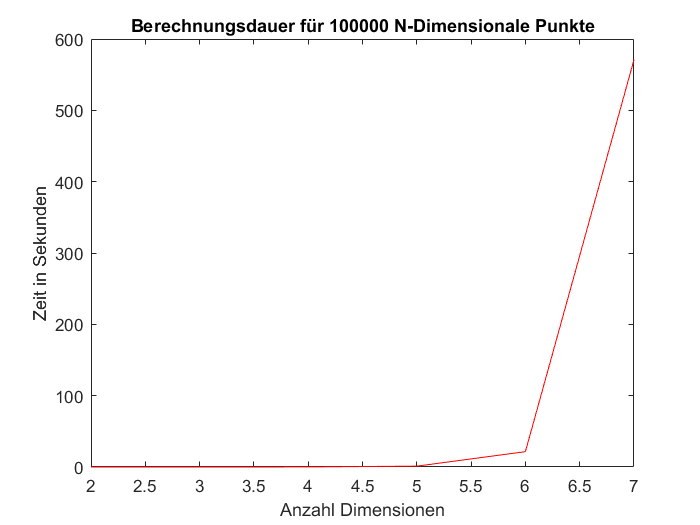 Berechnungsdauer für 100000 N-Dimensionale Punkte
600
500
400
300
200
100
0
Zeit in Sekunden
2 2.5 3 3.5 4 4.5 5 5.5 6 6.5 7
Anzahl Dimensionen